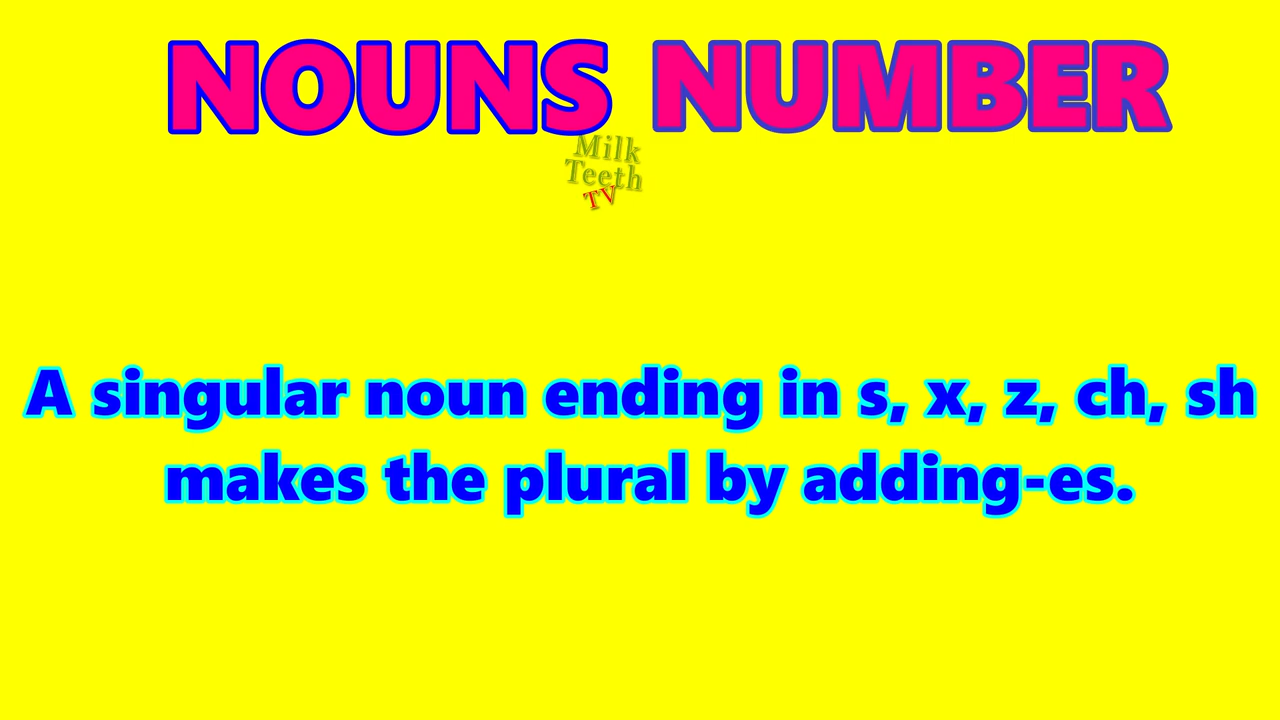 NOUNS NUMBER
Milk
Teeth
TV
A singular noun ending in s, x, z, ch, sh
makes the plural by adding-es.